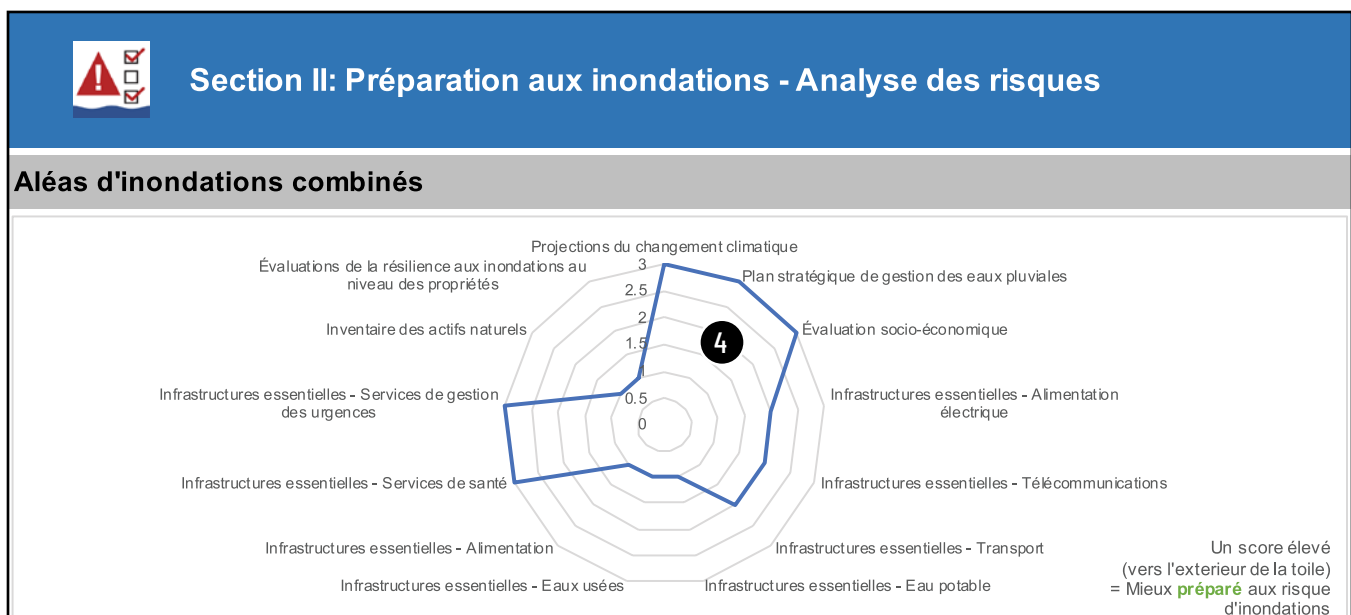 Section II: Préparation aux inondations - Analyse des risques
Aléas d'inondations combinés
Projections du changement climatique
Évaluations de la résilience aux inondations au
niveau des propriétés
Plan stratégique de gestion des eaux pluviales
Inventaire des actifs naturels
Évaluation socio-économique
Infrastructures essentielles - Services de gestion
des urgences
Infrastructures essentielles - Alimentation
électrique
Infrastructures essentielles - Services de santé
Infrastructures essentielles - Télécommunications
Infrastructures essentielles - Alimentation
Infrastructures essentielles - Transport
Infrastructures essentielles - Eaux usées
Infrastructures essentielles - Eau potable
3
2.5
2
1.5
1
0.5
0
4
Un score élevé
(vers l'exterieur de la toile)
= Mieux préparé aux risque
d'inondations